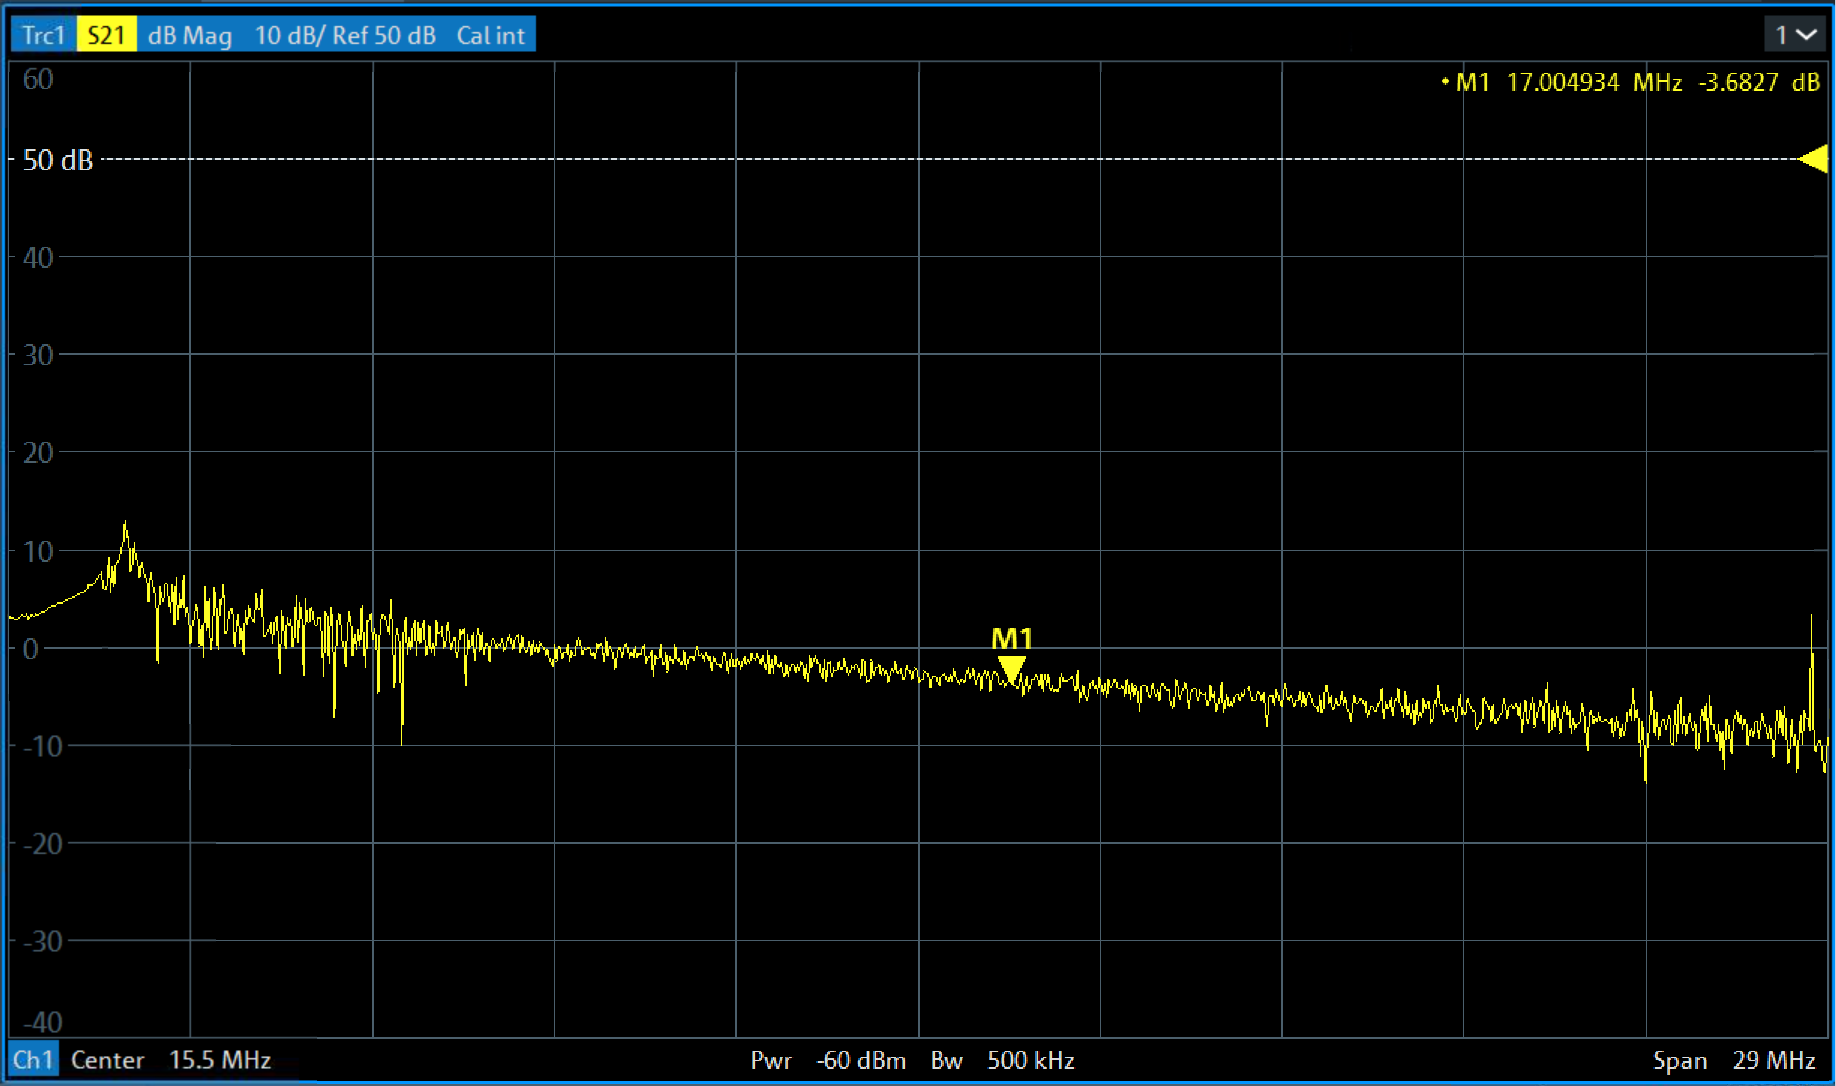 Trc1 S21 dB Mag 10 dB/ Ref 50 dB Cal int 1
60
• M1 17.004934 MHz -3.6827 dB
50 dB
40
30
20
10
0
M1
-10
-20
-30
-40
Ch1 Center 15.5 MHz Pwr -60 dBm Bw 500 kHz Span 29 MHz